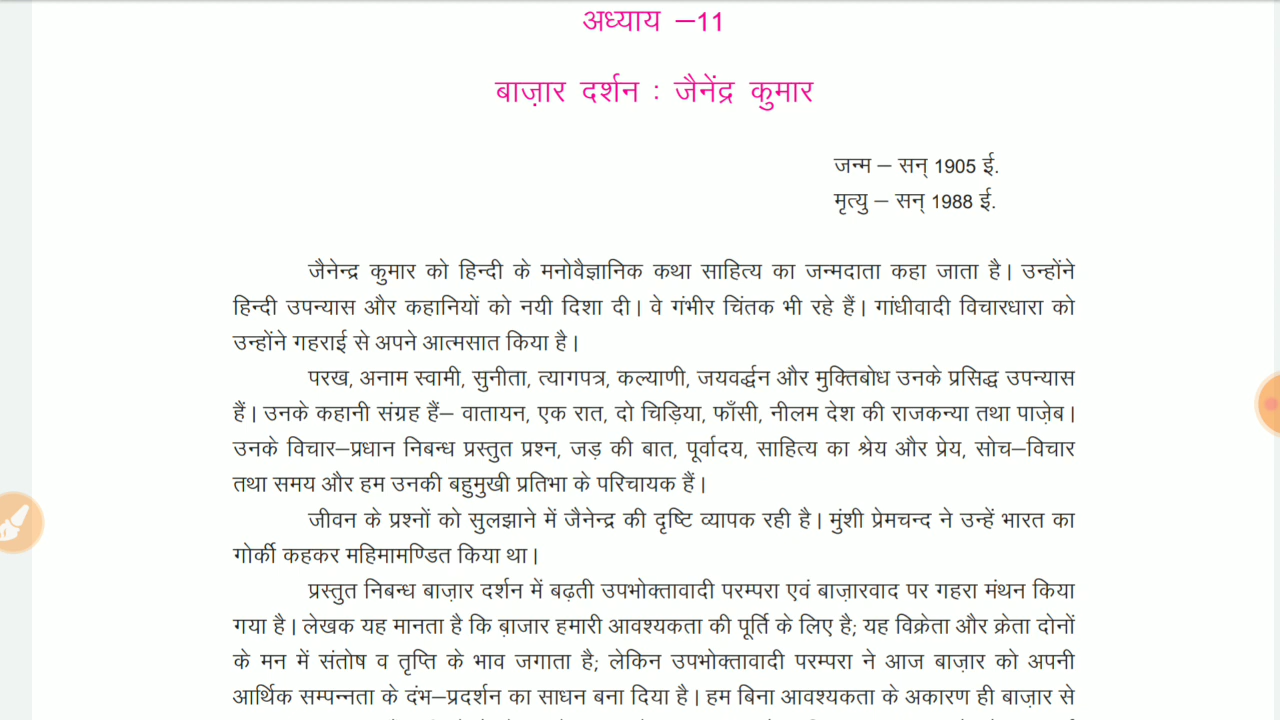 अध्याय –11
बाज़ार दर्शन : जैनेंद्र कुमार
जन्म – सन् 1905 ई.
मृत्यु – सन् 1988 ई.
जैनेन्द्र कुमार को हिन्दी के मनोवैज्ञानिक कथा साहित्य का जन्मदाता कहा जाता है। उन्होंने
हिन्दी उपन्यास और कहानियों को नयी दिशा दी। वे गंभीर चिंतक भी रहे हैं। गांधीवादी विचारधारा को
उन्होंने गहराई से अपने आत्मसात किया है।
परख, अनाम स्वामी, सुनीता, त्यागपत्र, कल्याणी, जयवर्द्धन और मुक्तिबोध उनके प्रसिद्ध उपन्यास
हैं। उनके कहानी संग्रह हैं– वातायन, एक रात, दो चिड़िया, फाँसी, नीलम देश की राजकन्या तथा पाजे़ब।
उनके विचार–प्रधान निबन्ध प्रस्तुत प्रश्न, जड़ की बात, पूर्वादय, साहित्य का श्रेय और प्रेय, सोच–विचार
तथा समय और हम उनकी बहुमुखी प्रतिभा के परिचायक हैं।
जीवन के प्रश्नों को सुलझाने में जैनेन्द्र की दृष्टि व्यापक रही है। मुंशी प्रेमचन्द ने उन्हें भारत का
गोर्की कहकर महिमामण्डित किया था।
प्रस्तुत निबन्ध बाज़ार दर्शन में बढ़ती उपभोक्तावादी परम्परा एवं बाज़ारवाद पर गहरा मंथन किया
गया है। लेखक यह मानता है कि बा़जार हमारी आवश्यकता की पूर्ति के लिए है; यह विक्रेता और क्रेता दोनों
के मन में संतोष व तृप्ति के भाव जगाता है; लेकिन उपभोक्तावादी परम्परा ने आज बाज़ार को अपनी
आर्थिक सम्पन्नता के दंभ–प्रदर्शन का साधन बना दिया है। हम बिना आवश्यकता के अकारण ही बाज़ार से